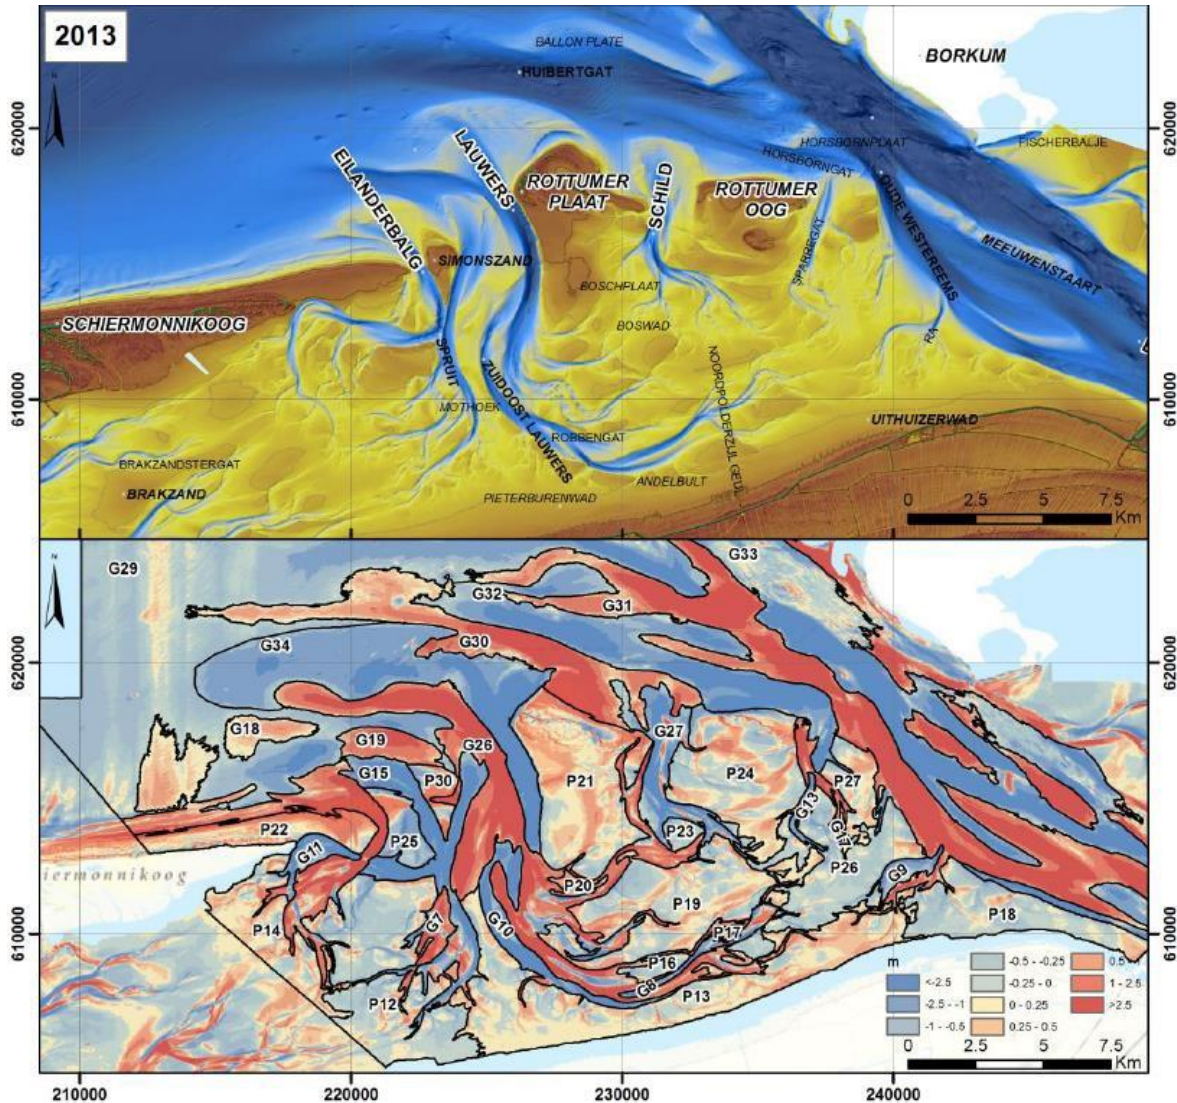 2013
N
BALLON PLATE
HUIBERTGAT
BORKUM
620000
620000
LAUWERS
EILANDERBALG
ROTTUMER
PLAAT
SCHILD
ROTTUMER
OOG
HORSBORNPLAAT
HORSBORNGAT
FISCHERBALJE
OUDE WESTEREEMS
MEEUWENSTAART
SPARREGAT
SIMONSZAND
BOSCHPLAAT
BOSWAD
SCHIERMONNIKOOG
SPRUIT
ZUIDOOST LAUWERS
NOORDPOLDERZIJL GEUL
RA
610000
610000
MOTHOEK
ROBBENGAT
UITHUIZERWAD
BRAKZANDSTERGAT
BRAKZAND
PIETERBURENWAD
ANDELBULT
0 2.5 5 7.5
Km
N
G29
G33
G32
G31
G34
G30
620000
620000
G18
G19
G26
G27
G15
P30
P21
P24
P27
G13
P22
P25
P23
G11
P26
iermonnikoog
P20
G9
P14
G7
G10
P19
P18
610000
610000
P17
P16
G8
P13
P12
m
<-2.5
-2.5 - -1
-1 - -0.5
-0.5 - -0.25
-0.25 - 0
0 - 0.25
0.25 - 0.5
1 - 2.5
>2.5
0 2.5 5 7.5
Km
210000 220000 230000 240000